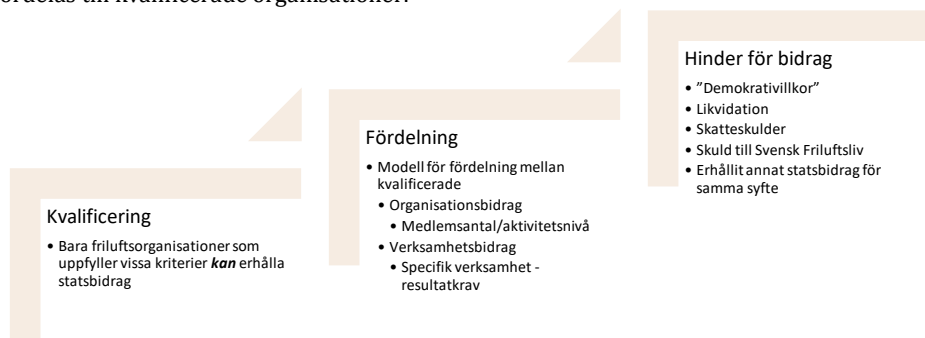 fördelas till kvalificerade organisationer.
Kvalificering
• Bara friluftsorganisationer som
uppfyller vissa kriterier kan erhålla
statsbidrag
Fördelning
• Modell för fördelning mellan
kvalificerade
• Organisationsbidrag
• Medlemsantal/aktivitetsnivå
• Verksamhetsbidrag
• Specifik verksamhet -
resultatkrav
Hinder för bidrag
• ”Demokrativillkor”
• Likvidation
• Skatteskulder
• Skuld till Svensk Friluftsliv
• Erhållit annat statsbidrag för
samma syfte